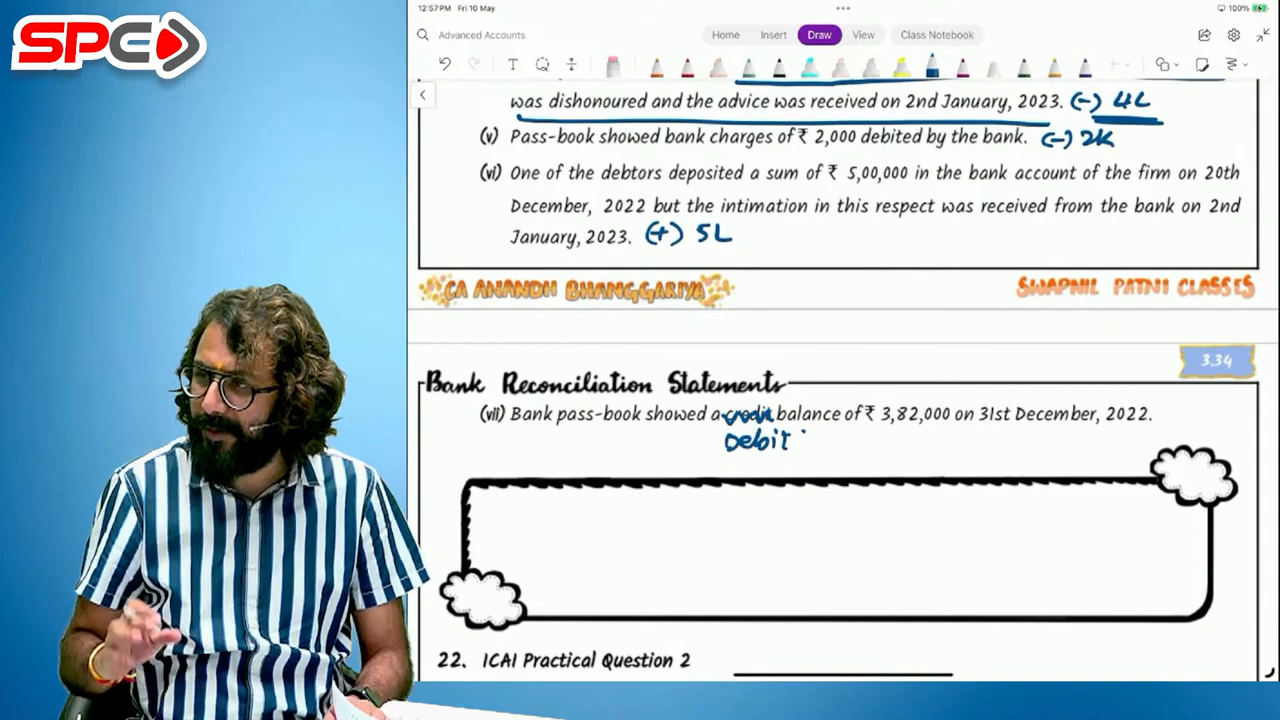 SPC
12:57PM Fri 10 May
100%
Advanced Accounts
Home Insert Draw View Class Notebook
was dishonoured and the advice was received on 2nd January, 2023. (-) 4L
(v) Pass-book showed bank charges of ₹ 2,000 debited by the bank. (-) 2K
(vi) One of the debtors deposited a sum of ₹ 5,00,000 in the bank account of the firm on 20th
December, 2022 but the intimation in this respect was received from the bank on 2nd
January, 2023. (+) 5L
CA ANANDH BHANGGARIYA SWAPNIL PATNI CLASSES
3.34
Bank Reconciliation Statements
(vii) Bank pass-book showed a credit balance of ₹ 3,82,000 on 31st December, 2022.
Debit
22. ICAI Practical Question 2